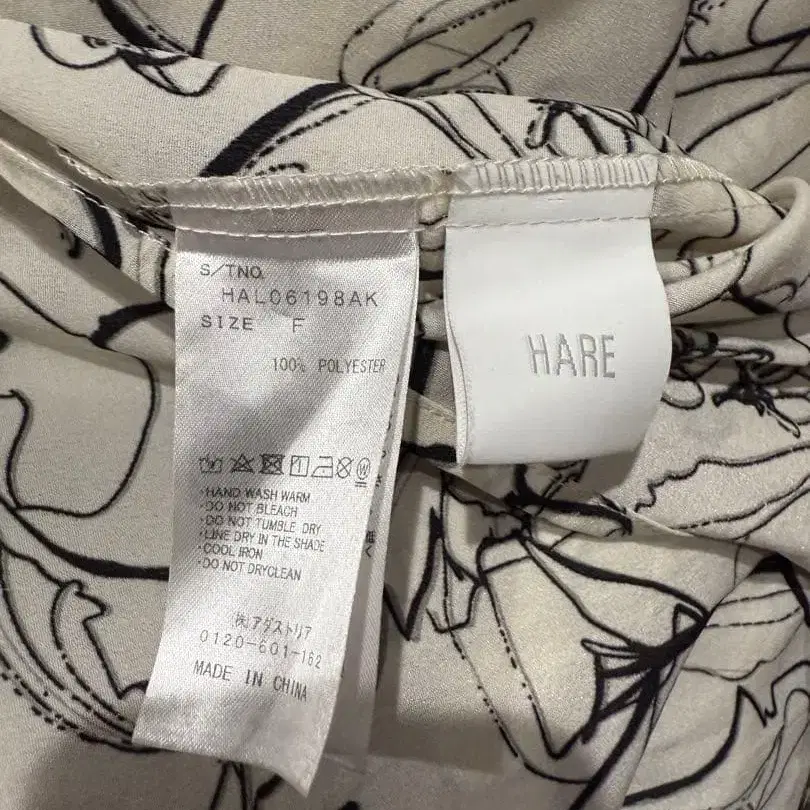 S/TNO.
HAL06198AK
SIZE F
100% POLYESTER
・HAND WASH WARM
・DO NOT BLEACH
・DO NOT TUMBLE DRY
・LINE DRY IN THE SHADE
・COOL IRON
・DO NOT DRYCLEAN
㈱アダストリア
0120-601-162
MADE IN CHINA
HARE